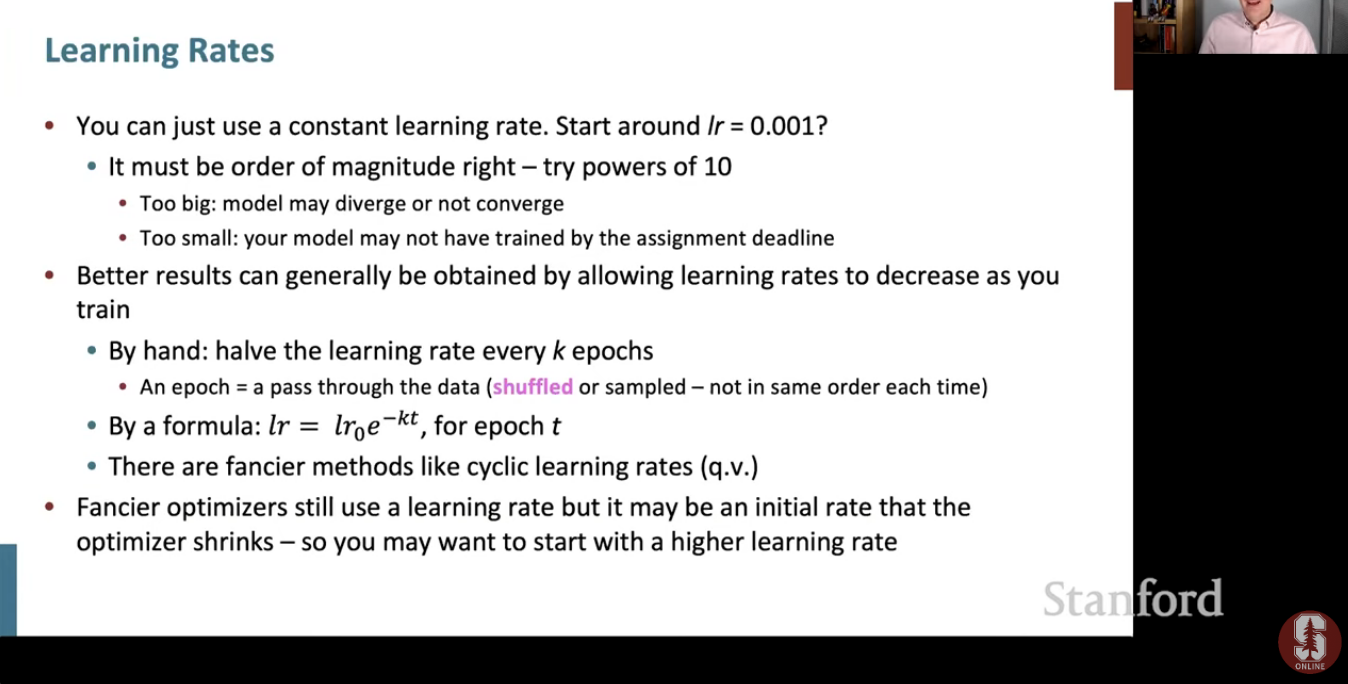 Learning Rates
• You can just use a constant learning rate. Start around lr = 0.001?
• It must be order of magnitude right – try powers of 10
• Too big: model may diverge or not converge
• Too small: your model may not have trained by the assignment deadline
• Better results can generally be obtained by allowing learning rates to decrease as you
train
• By hand: halve the learning rate every k epochs
• An epoch = a pass through the data (shuffled or sampled – not in same order each time)
• By a formula: lr = lr₀e⁻ᵏᵗ, for epoch t
• There are fancier methods like cyclic learning rates (q.v.)
• Fancier optimizers still use a learning rate but it may be an initial rate that the
optimizer shrinks – so you may want to start with a higher learning rate
Stanford
S
ONLINE